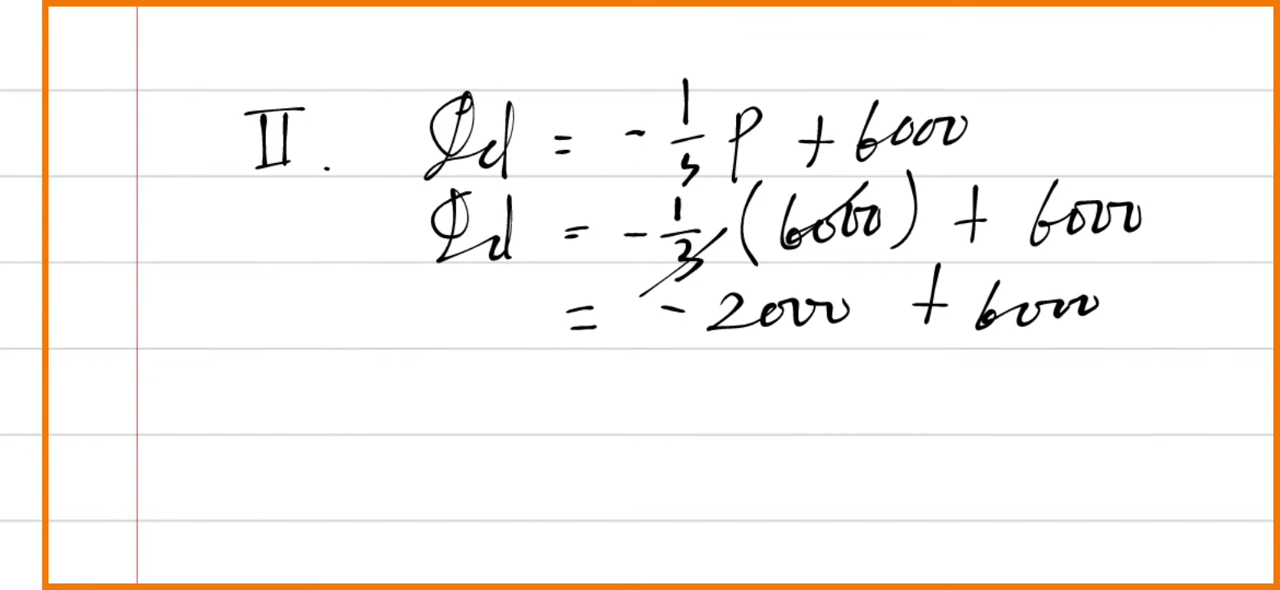 II. Qd = -1/3 P + 6000
Qd = -1/3 (6000) + 6000
= -2000 + 6000